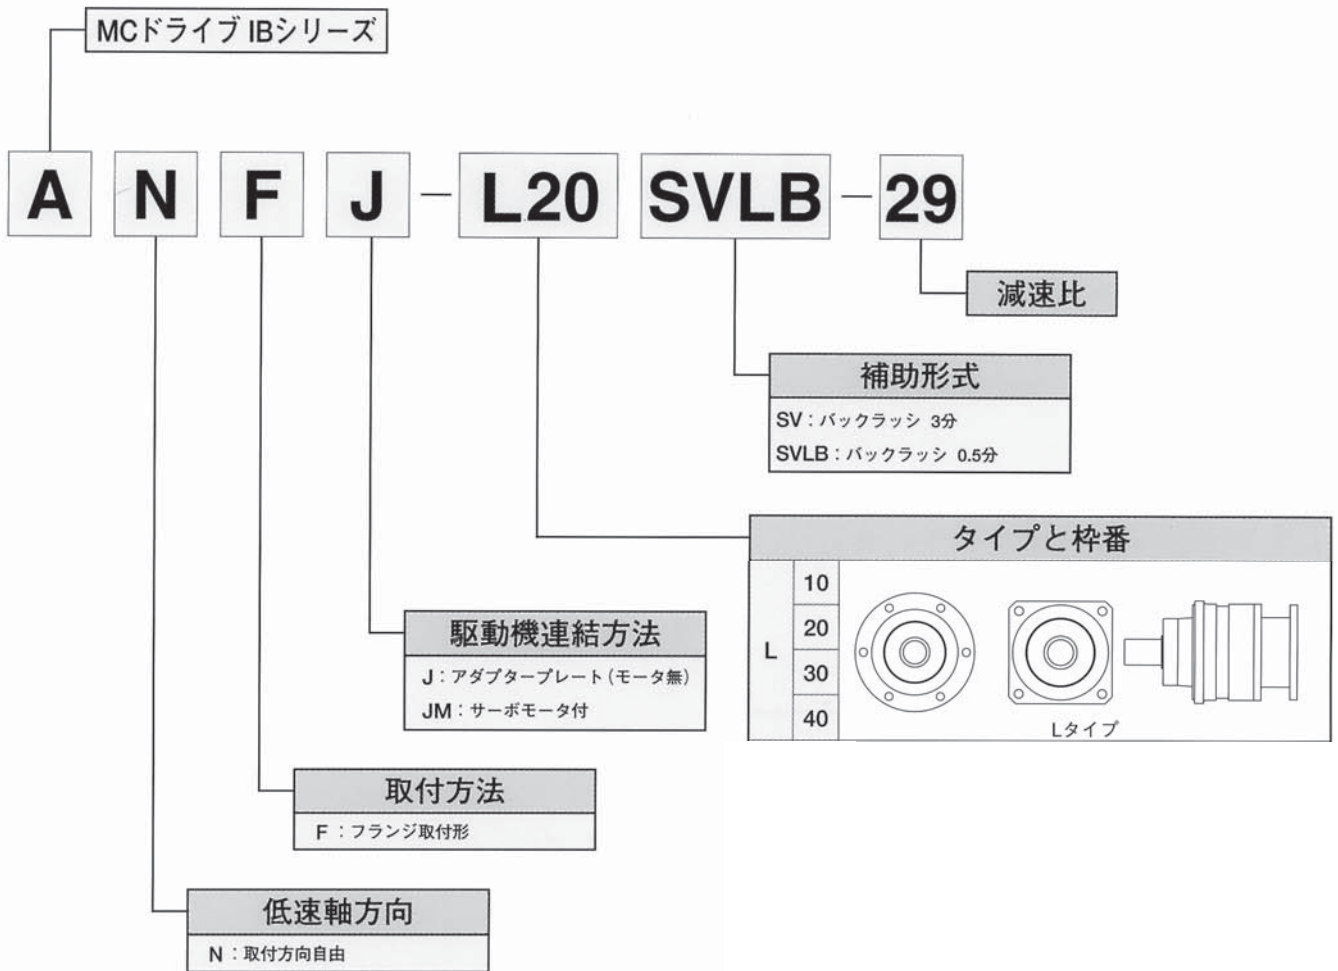 MCドライブ IBシリーズ
A N F J - L20 SVLB - 29
減速比
補助形式
SV：バックラッシ 3分
SVLB：バックラッシ 0.5分
タイプと枠番
L
10
20
30
40
Lタイプ
駆動機連結方法
J：アダプタープレート（モータ無）
JM：サーボモータ付
取付方法
F：フランジ取付形
低速軸方向
N：取付方向自由